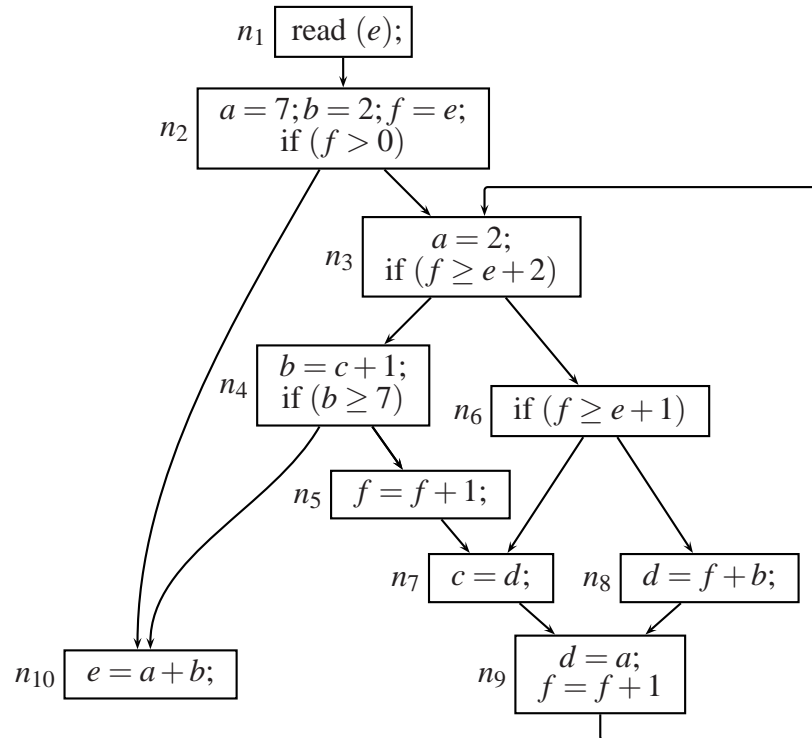 n1 read (e);
n2 a = 7; b = 2; f = e;
if (f > 0)
n3 a = 2;
if (f ≥ e + 2)
n4 b = c + 1;
if (b ≥ 7)
n6 if (f ≥ e + 1)
n5 f = f + 1;
n7 c = d;
n8 d = f + b;
n10 e = a + b;
n9 d = a;
f = f + 1